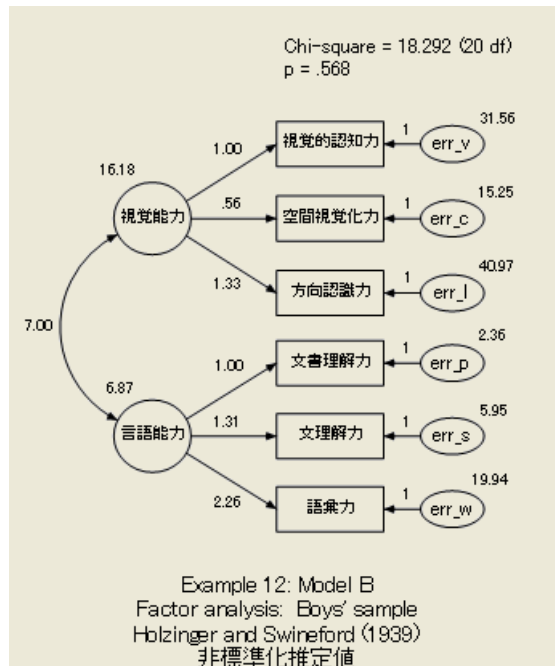 Chi-square = 18.292 (20 df)
p = .568
31.56
視覚的認知力
1
err_v
1.00
16.18
15.25
視覚能力
.56
空間視覚化力
1
err_c
40.97
1.33
方向認識力
1
err_l
7.00
2.36
文書理解力
1
err_p
1.00
6.87
5.95
言語能力
1.31
文理解力
1
err_s
19.94
2.26
語彙力
1
err_w
Example 12: Model B
Factor analysis: Boys' sample
Holzinger and Swineford (1939)
非標準化推定値